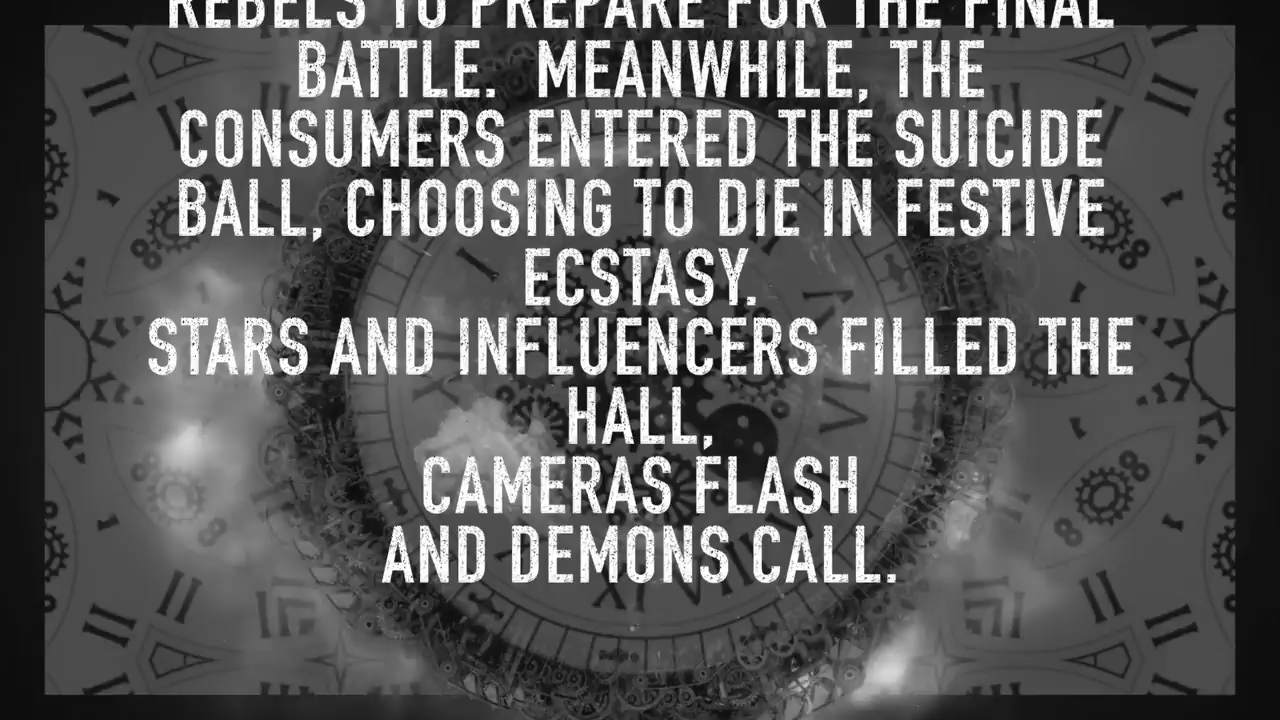 REBELS TO PREPARE FOR THE FINAL
BATTLE. MEANWHILE, THE
CONSUMERS ENTERED THE SUICIDE
BALL, CHOOSING TO DIE IN FESTIVE
ECSTASY.
STARS AND INFLUENCERS FILLED THE
HALL,
CAMERAS FLASH
AND DEMONS CALL.